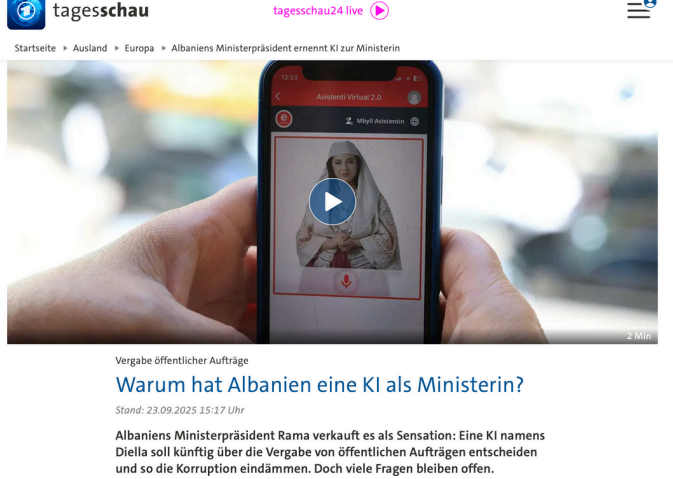 tagesschau
tagesschau24 live
Startseite ▸ Ausland ▸ Europa ▸ Albaniens Ministerpräsident ernennt KI zur Ministerin
13:23
Asistenti Virtual 2.0
e
Mbyll Asistentin
2 Min
Vergabe öffentlicher Aufträge
Warum hat Albanien eine KI als Ministerin?
Stand: 23.09.2025 15:17 Uhr
Albaniens Ministerpräsident Rama verkauft es als Sensation: Eine KI namens
Diella soll künftig über die Vergabe von öffentlichen Aufträgen entscheiden
und so die Korruption eindämmen. Doch viele Fragen bleiben offen.